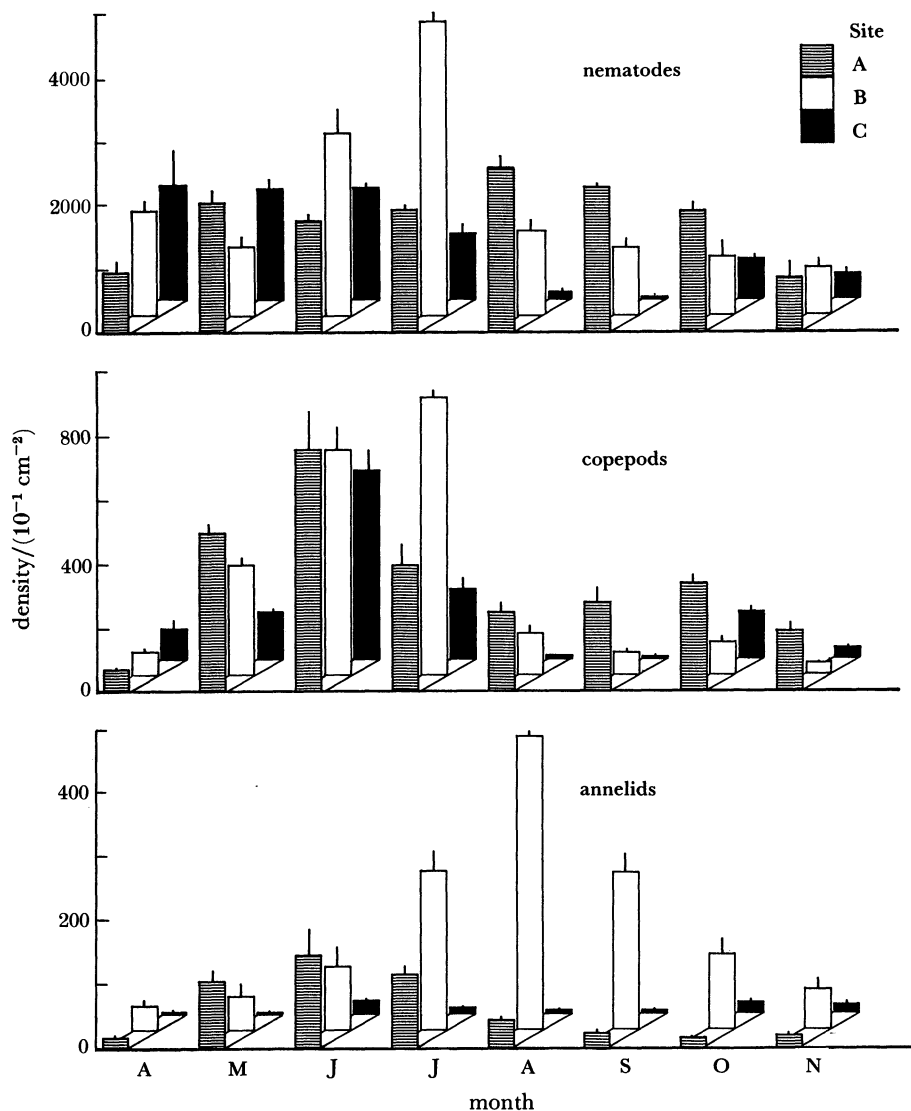 Site
A
B
C
nematodes
4000
2000
0
copepods
800
400
0
density/(10⁻¹ cm⁻²)
annelids
400
200
0
A M J J A S O N
month